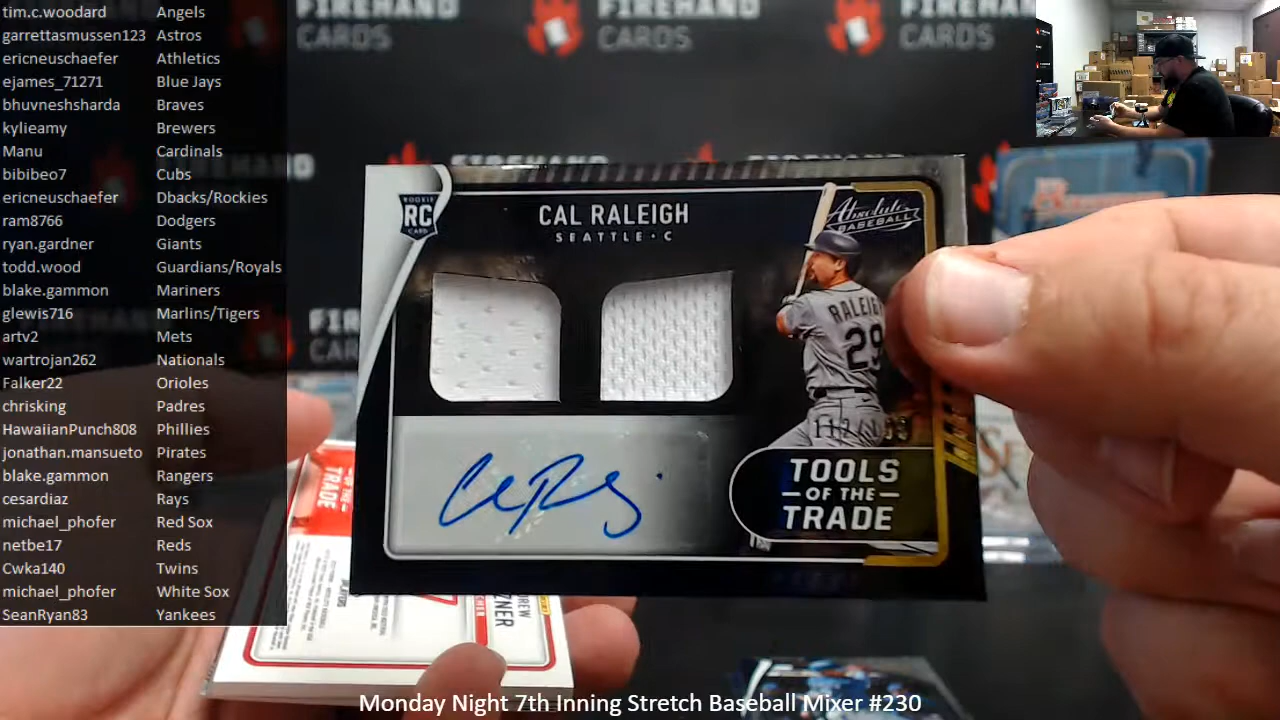 tim.c.woodard Angels
garrettasmussen123 Astros
ericneuschaefer Athletics
ejames_71271 Blue Jays
bhuvneshsharda Braves
kylieamy Brewers
Manu Cardinals
bibibeo7 Cubs
ericneuschaefer Dbacks/Rockies
ram8766 Dodgers
ryan.gardner Giants
todd.wood Guardians/Royals
blake.gammon Mariners
glewis716 Marlins/Tigers
artv2 Mets
wartrojan262 Nationals
Falker22 Orioles
chrisking Padres
HawaiianPunch808 Phillies
jonathan.mansueto Pirates
blake.gammon Rangers
cesardiaz Rays
michael_phofer Red Sox
netbe17 Reds
Cwka140 Twins
michael_phofer White Sox
SeanRyan83 Yankees
FIREHAND
CARDS
FIREHAND
CARDS
FIREHAND
CARDS
ROOKIE
RC
CARD
CAL RALEIGH
SEATTLE • C
Absolute
BASEBALL
RALEIGH
29
TOOLS
OF THE
TRADE
TRADE
Monday Night 7th Inning Stretch Baseball Mixer #230